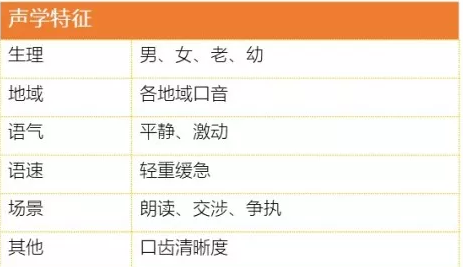 声学特征
生理 男、女、老、幼
地域 各地域口音
语气 平静、激动
语速 轻重缓急
场景 朗读、交涉、争执
其他 口齿清晰度